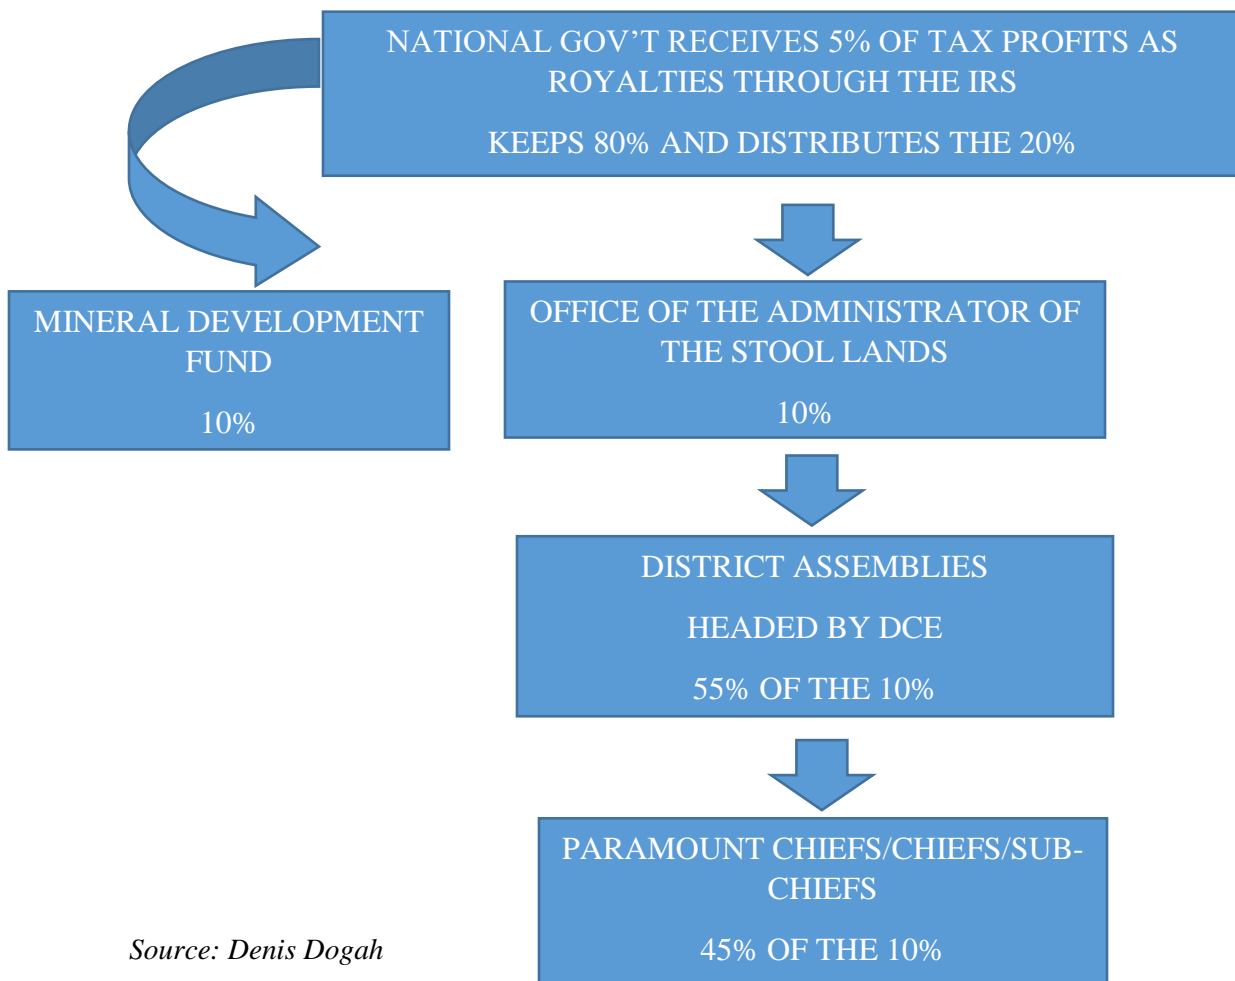 NATIONAL GOV’T RECEIVES 5% OF TAX PROFITS AS
ROYALTIES THROUGH THE IRS
KEEPS 80% AND DISTRIBUTES THE 20%
MINERAL DEVELOPMENT
FUND
10%
OFFICE OF THE ADMINISTRATOR OF
THE STOOL LANDS
10%
DISTRICT ASSEMBLIES
HEADED BY DCE
55% OF THE 10%
PARAMOUNT CHIEFS/CHIEFS/SUB-
CHIEFS
45% OF THE 10%
Source: Denis Dogah